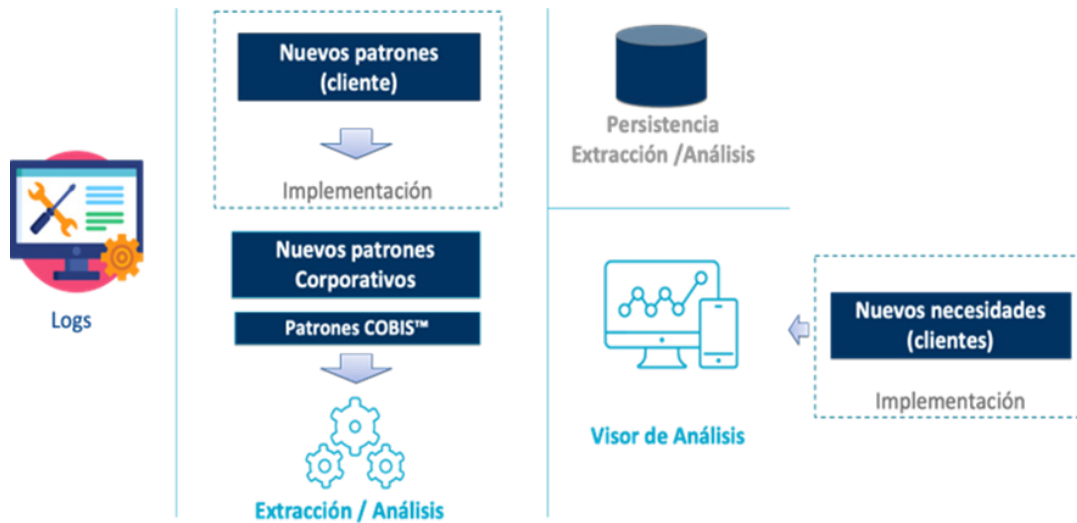 Logs
Nuevos patrones
(cliente)
Implementación
Nuevos patrones
Corporativos
Patrones COBIS™
Extracción / Análisis
Persistencia
Extracción /Análisis
Visor de Análisis
Nuevos necesidades
(clientes)
Implementación